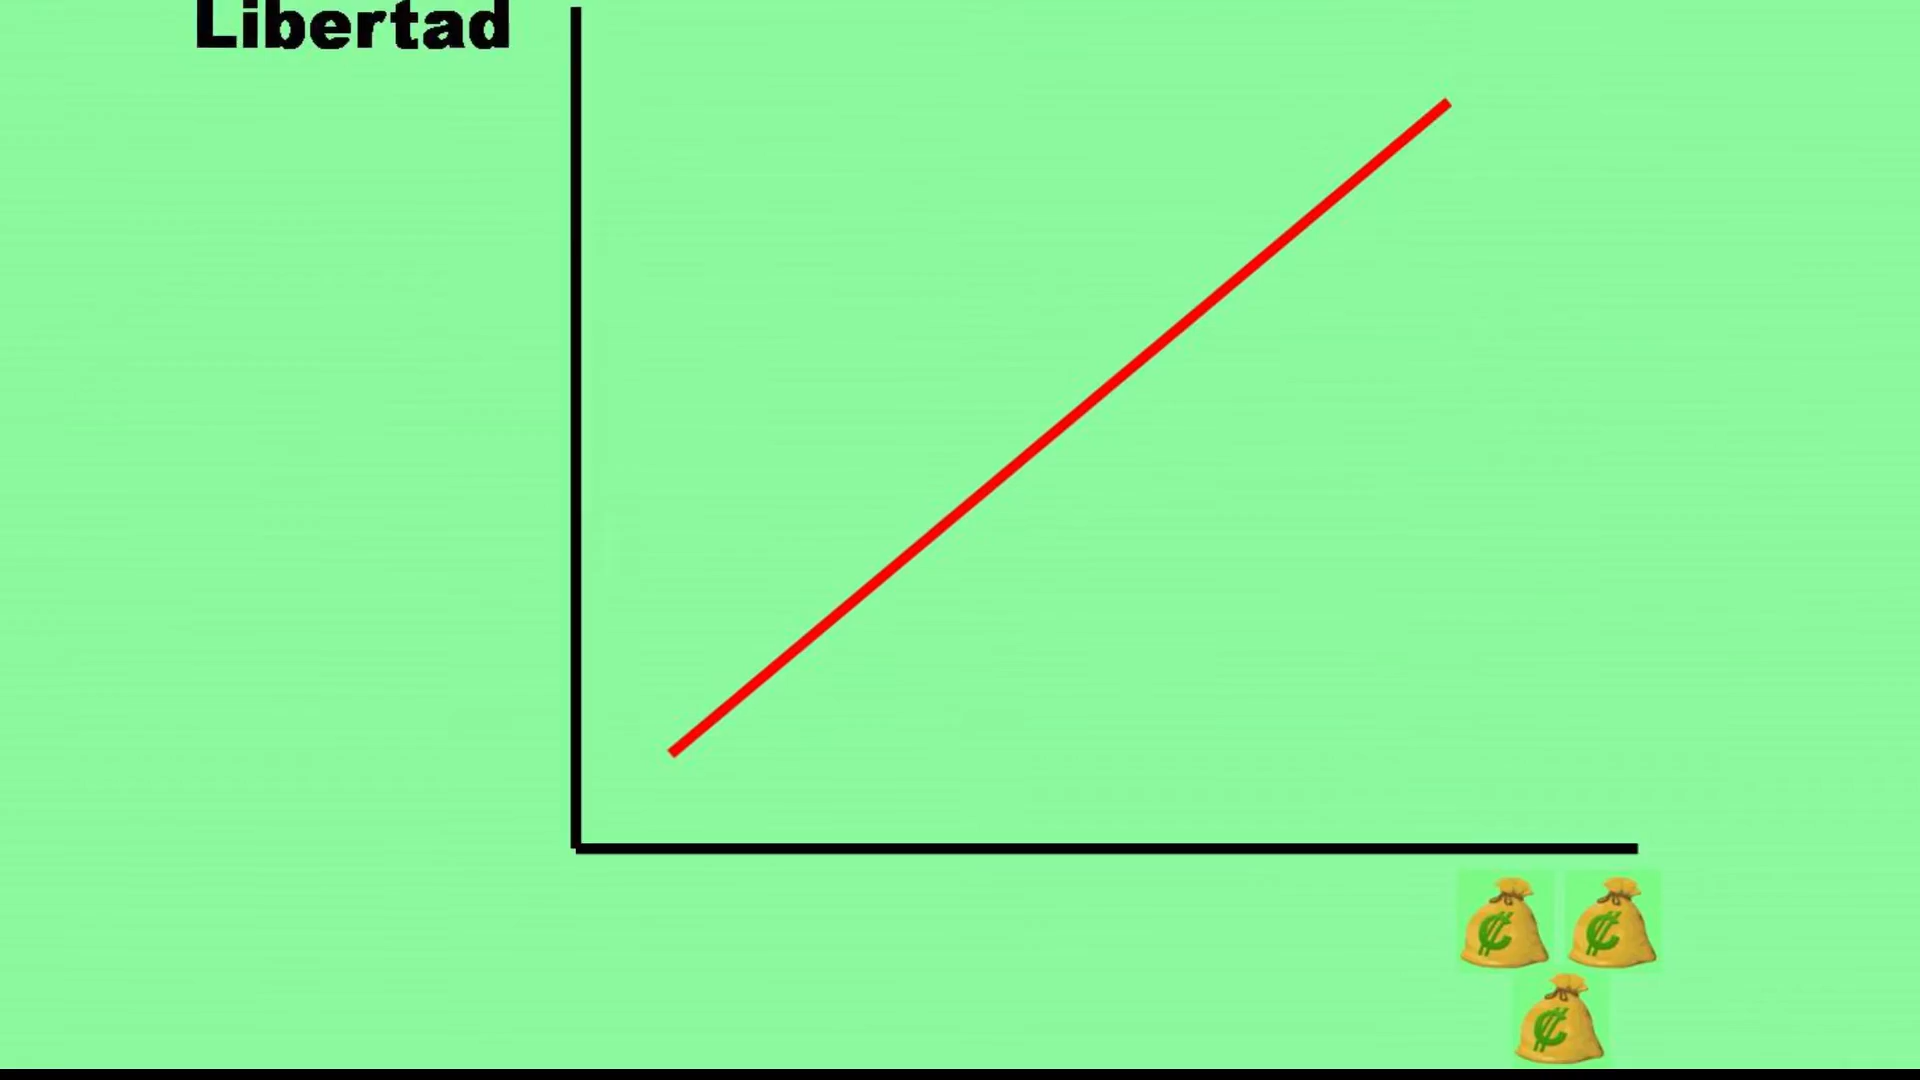 Libertad
₡ ₡
₡